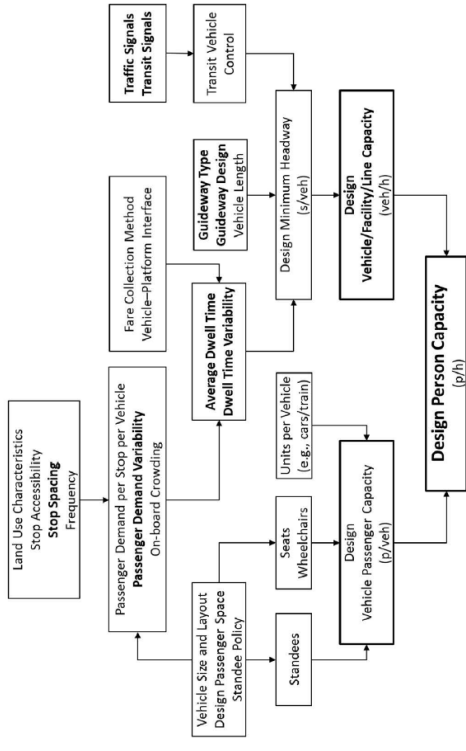 Land Use Characteristics
Stop Accessibility
Stop Spacing
Frequency
Passenger Demand per Stop per Vehicle
Passenger Demand Variability
On-board Crowding
Fare Collection Method
Vehicle–Platform Interface
Traffic Signals
Transit Signals
Vehicle Size and Layout
Design Passenger Space
Standee Policy
Average Dwell Time
Dwell Time Variability
Guideway Type
Guideway Design
Vehicle Length
Transit Vehicle
Control
Standees
Seats
Wheelchairs
Units per Vehicle
(e.g., cars/train)
Design Minimum Headway
(s/veh)
Design
Vehicle Passenger Capacity
(p/veh)
Design
Vehicle/Facility/Line Capacity
(veh/h)
Design Person Capacity
(p/h)